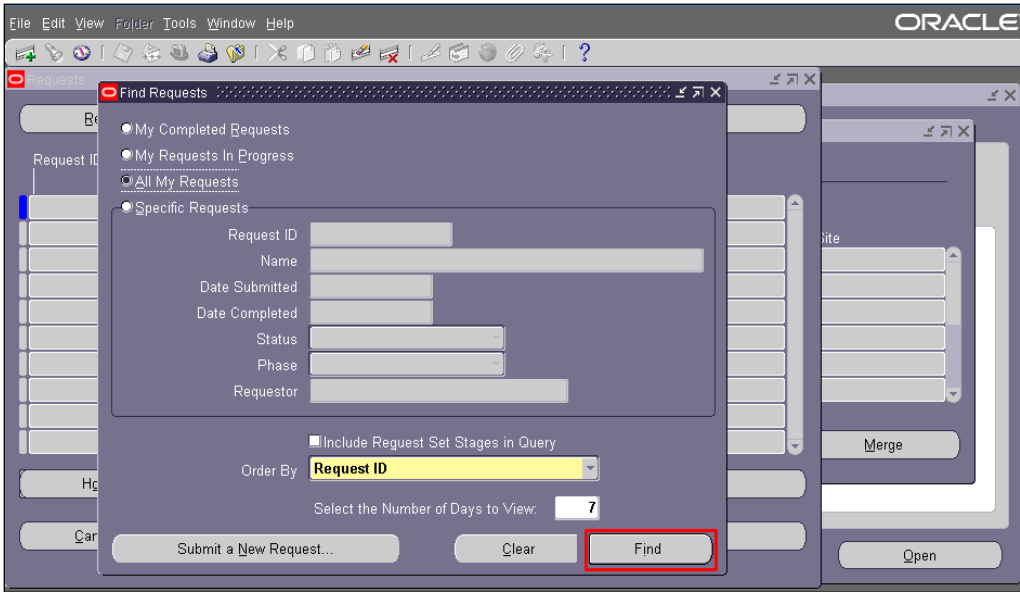 File Edit View Folder Tools Window Help
ORACLE
Requests
Find Requests
My Completed Requests
My Requests In Progress
Request ID
All My Requests
Specific Requests
Request ID
Site
Name
Date Submitted
Date Completed
Status
Phase
Requestor
Include Request Set Stages in Query
Merge
Order By Request ID
Select the Number of Days to View: 7
Submit a New Request... Clear Find
Open